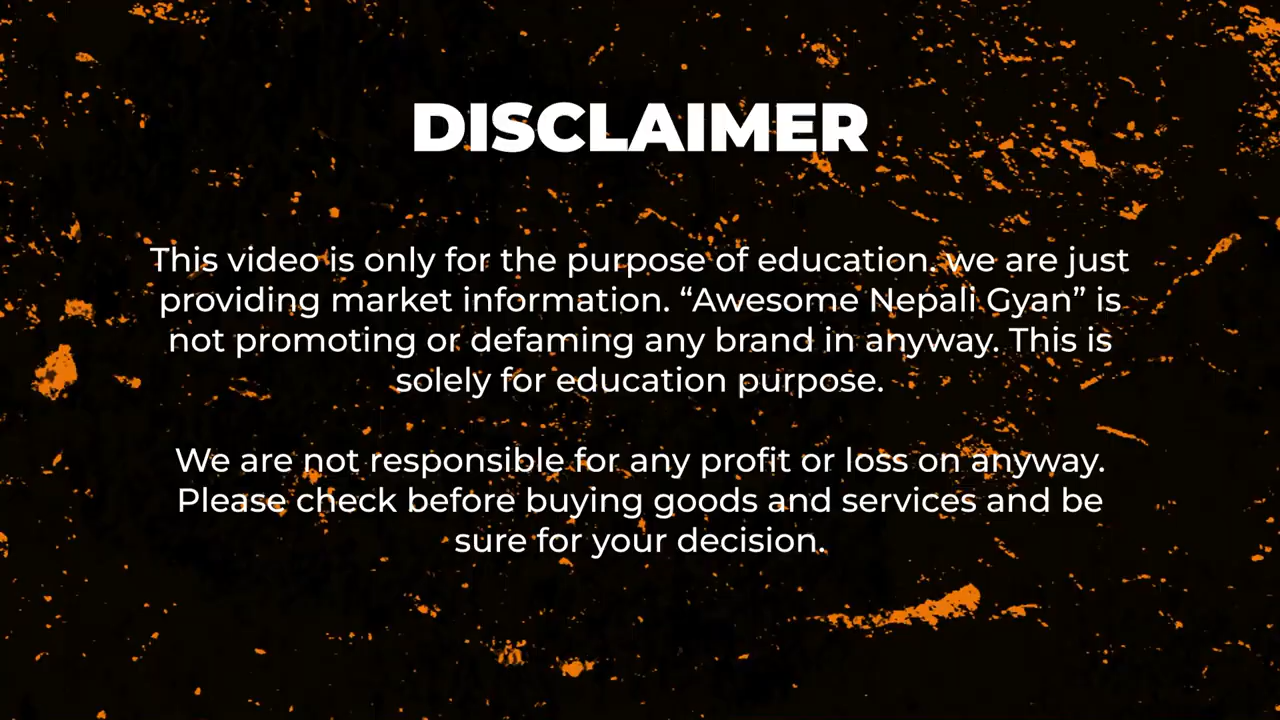 DISCLAIMER
This video is only for the purpose of education. we are just
providing market information. “Awesome Nepali Gyan” is
not promoting or defaming any brand in anyway. This is
solely for education purpose.
We are not responsible for any profit or loss on anyway.
Please check before buying goods and services and be
sure for your decision.